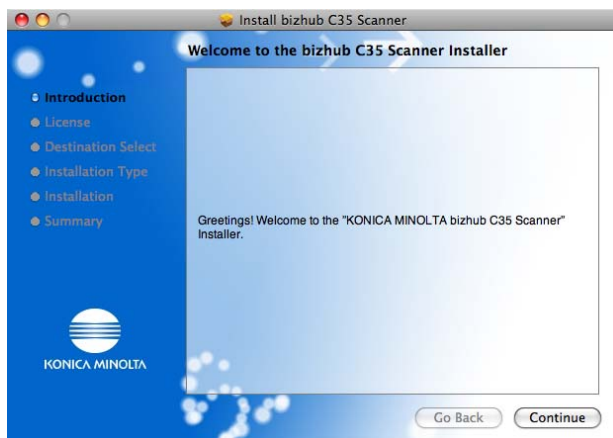 Install bizhub C35 Scanner
Welcome to the bizhub C35 Scanner Installer
Introduction
License
Destination Select
Installation Type
Installation
Summary
Greetings! Welcome to the "KONICA MINOLTA bizhub C35 Scanner"
Installer.
KONICA MINOLTA
Go Back
Continue